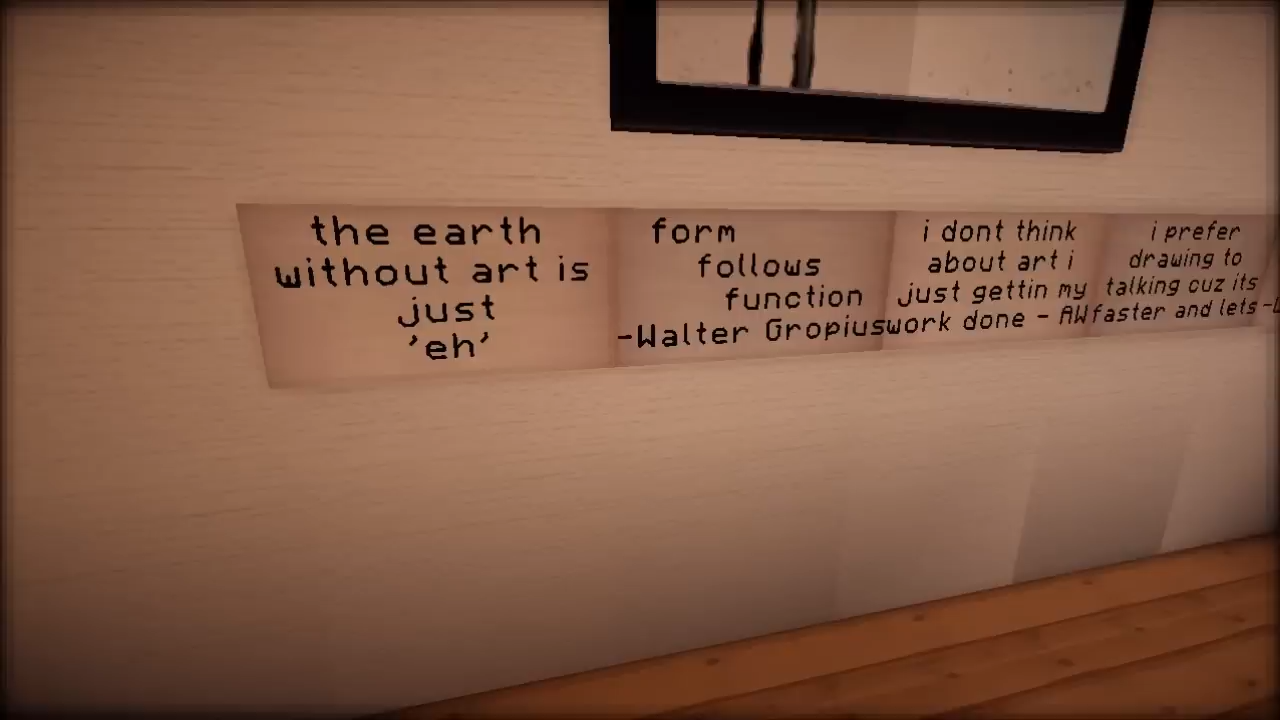 the earth
without art is
just
'eh'
form
follows
function
-Walter Gropius
i dont think
about art i
just gettin my
work done - AW
i prefer
drawing to
talking cuz its
faster and lets